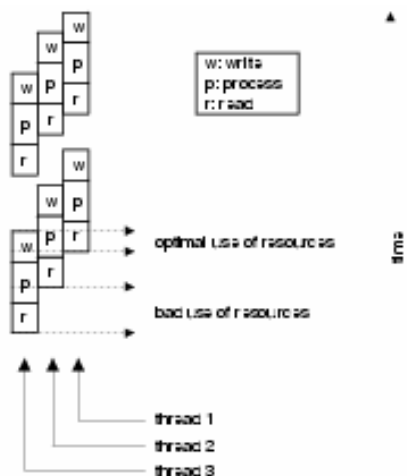 w
w
w
p
p
p
r
r
r
w: write
p: process
r: read
w
w
p
w
p
r
p
r
r
optimal use of resources
bad use of resources
time
thread 1
thread 2
thread 3